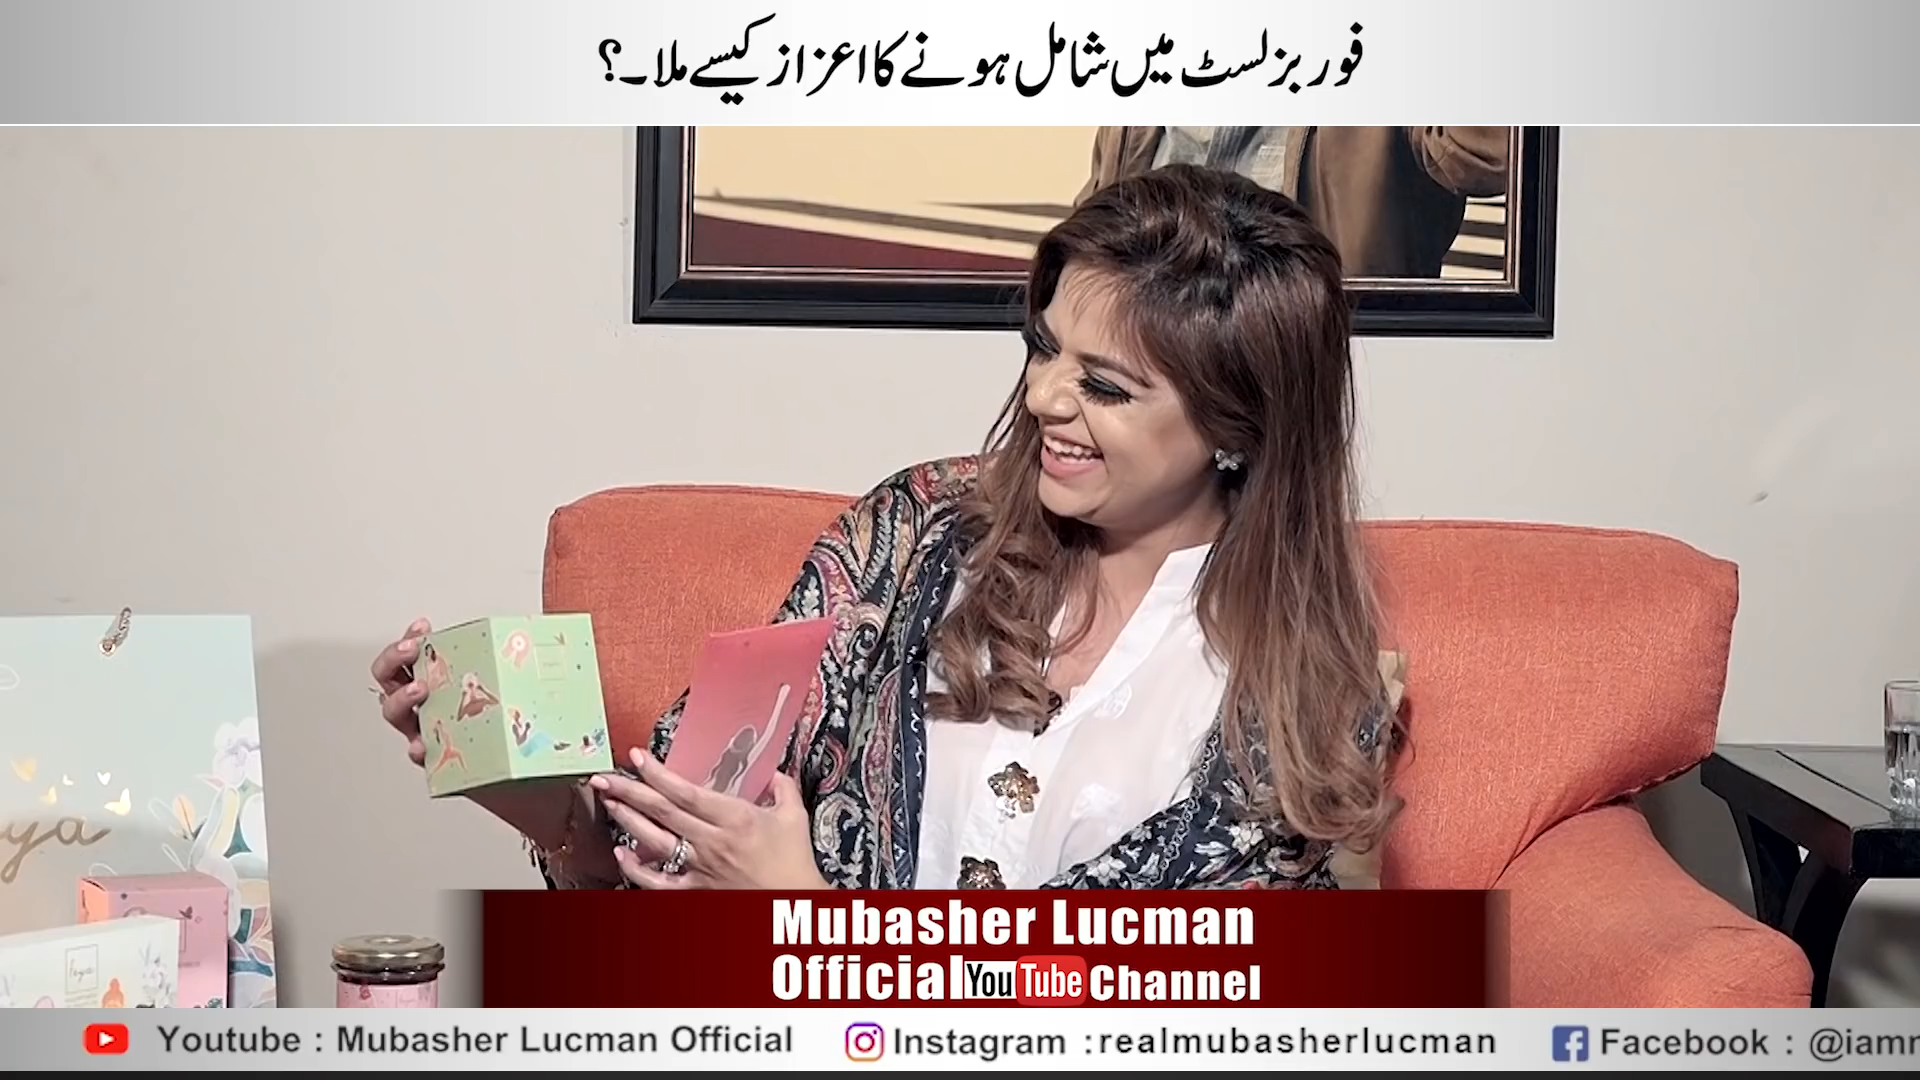 فوربز لسٹ میں شامل ہونے کا اعزاز کیسے ملا۔؟
Mubasher Lucman
Official YouTube Channel
Youtube : Mubasher Lucman Official Instagram :realmubasherlucman Facebook : @iamr